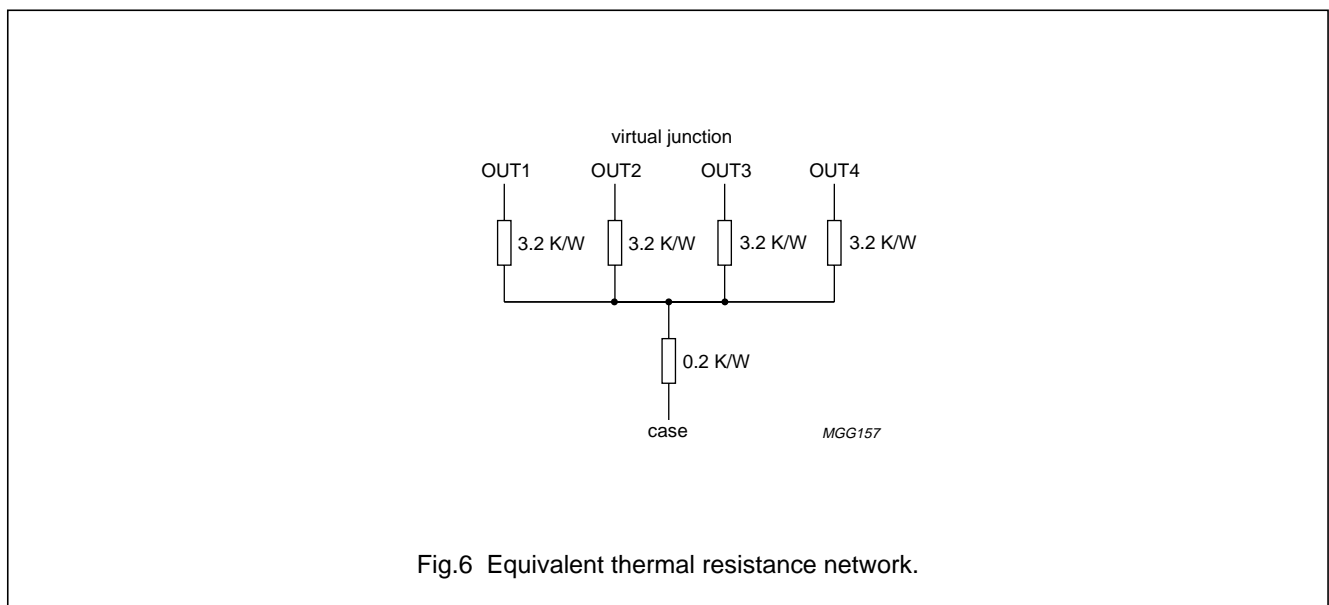 virtual junction
OUT1 OUT2 OUT3 OUT4
3.2 K/W 3.2 K/W 3.2 K/W 3.2 K/W
0.2 K/W
case MGG157
Fig.6 Equivalent thermal resistance network.